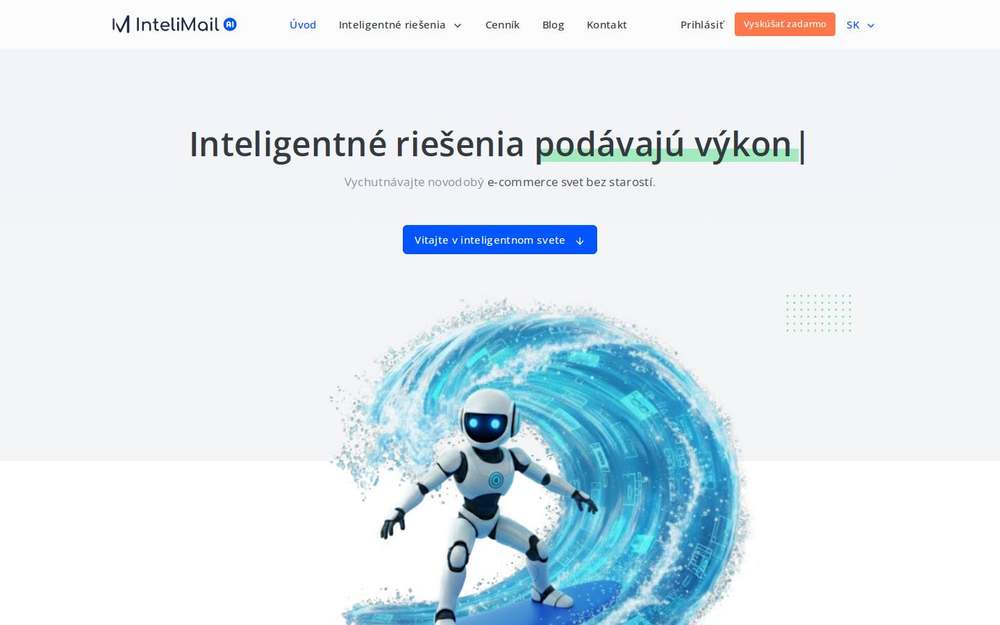 InteliMail AI
Úvod
Inteligentné riešenia
Cenník
Blog
Kontakt
Prihlásiť
Vyskúšať zadarmo
SK
Inteligentné riešenia podávajú výkon|
Vychutnávajte novodobý e-commerce svet bez starostí.
Vitajte v inteligentnom svete